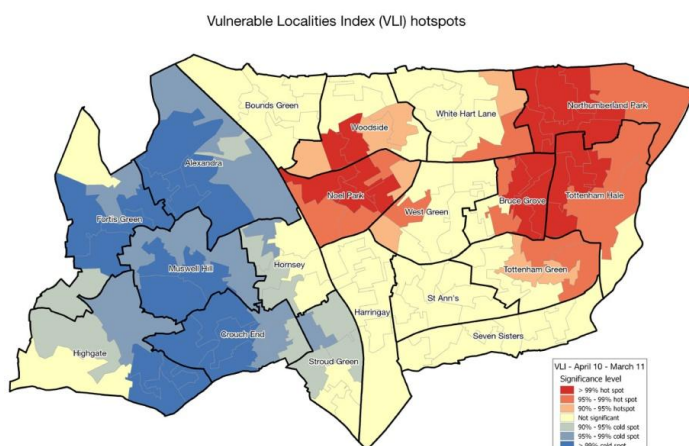 Vulnerable Localities Index (VLI) hotspots
Bounds Green
Woodside
White Hart Lane
Northumberland Park
Alexandra
Noel Park
West Green
Bruce Grove
Tottenham Hale
Fortis Green
Muswell Hill
Hornsey
Tottenham Green
St Ann's
Harringay
Crouch End
Seven Sisters
Highgate
Stroud Green
VLI - April 10 - March 11
Significance level
> 99% hot spot
95% - 99% hot spot
90% - 95% hotspot
Not significant
90% - 95% cold spot
95% - 99% cold spot
> 99% cold spot